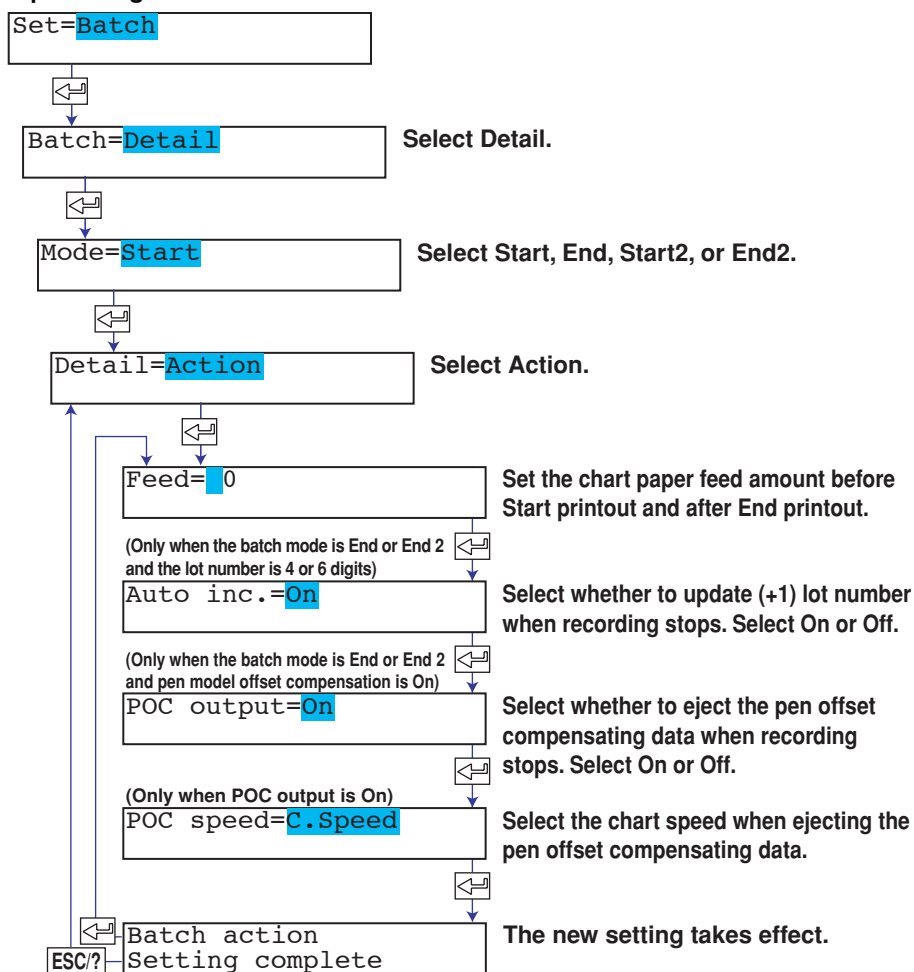 Set=Batch
Batch=Detail
Select Detail.
Mode=Start
Select Start, End, Start2, or End2.
Detail=Action
Select Action.
Feed= 0
Set the chart paper feed amount before
Start printout and after End printout.
(Only when the batch mode is End or End 2
and the lot number is 4 or 6 digits)
Auto inc.=On
Select whether to update (+1) lot number
when recording stops. Select On or Off.
(Only when the batch mode is End or End 2
and pen model offset compensation is On)
POC output=On
Select whether to eject the pen offset
compensating data when recording
stops. Select On or Off.
(Only when POC output is On)
POC speed=C.Speed
Select the chart speed when ejecting the
pen offset compensating data.
Batch action
The new setting takes effect.
ESC/?
Setting complete